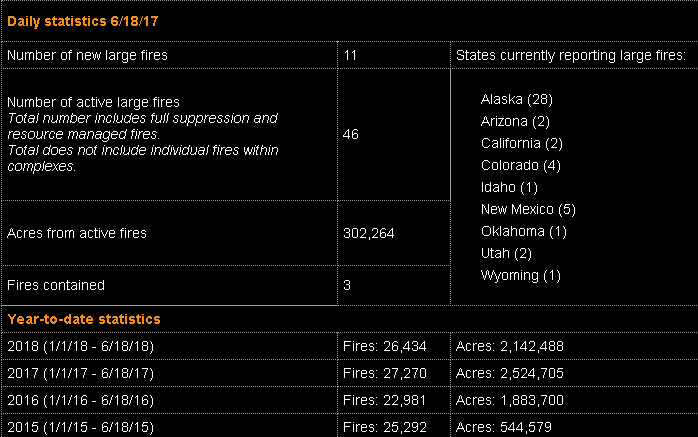 Daily statistics 6/18/17
Number of new large fires 11 States currently reporting large fires:
Number of active large fires
Total number includes full suppression and
resource managed fires.
Total does not include individual fires within
complexes.
46
Acres from active fires 302,264
Fires contained 3
Alaska (28)
Arizona (2)
California (2)
Colorado (4)
Idaho (1)
New Mexico (5)
Oklahoma (1)
Utah (2)
Wyoming (1)
Year-to-date statistics
2018 (1/1/18 - 6/18/18) Fires: 26,434 Acres: 2,142,488
2017 (1/1/17 - 6/18/17) Fires: 27,270 Acres: 2,524,705
2016 (1/1/16 - 6/18/16) Fires: 22,981 Acres: 1,883,700
2015 (1/1/15 - 6/18/15) Fires: 25,292 Acres: 544,579